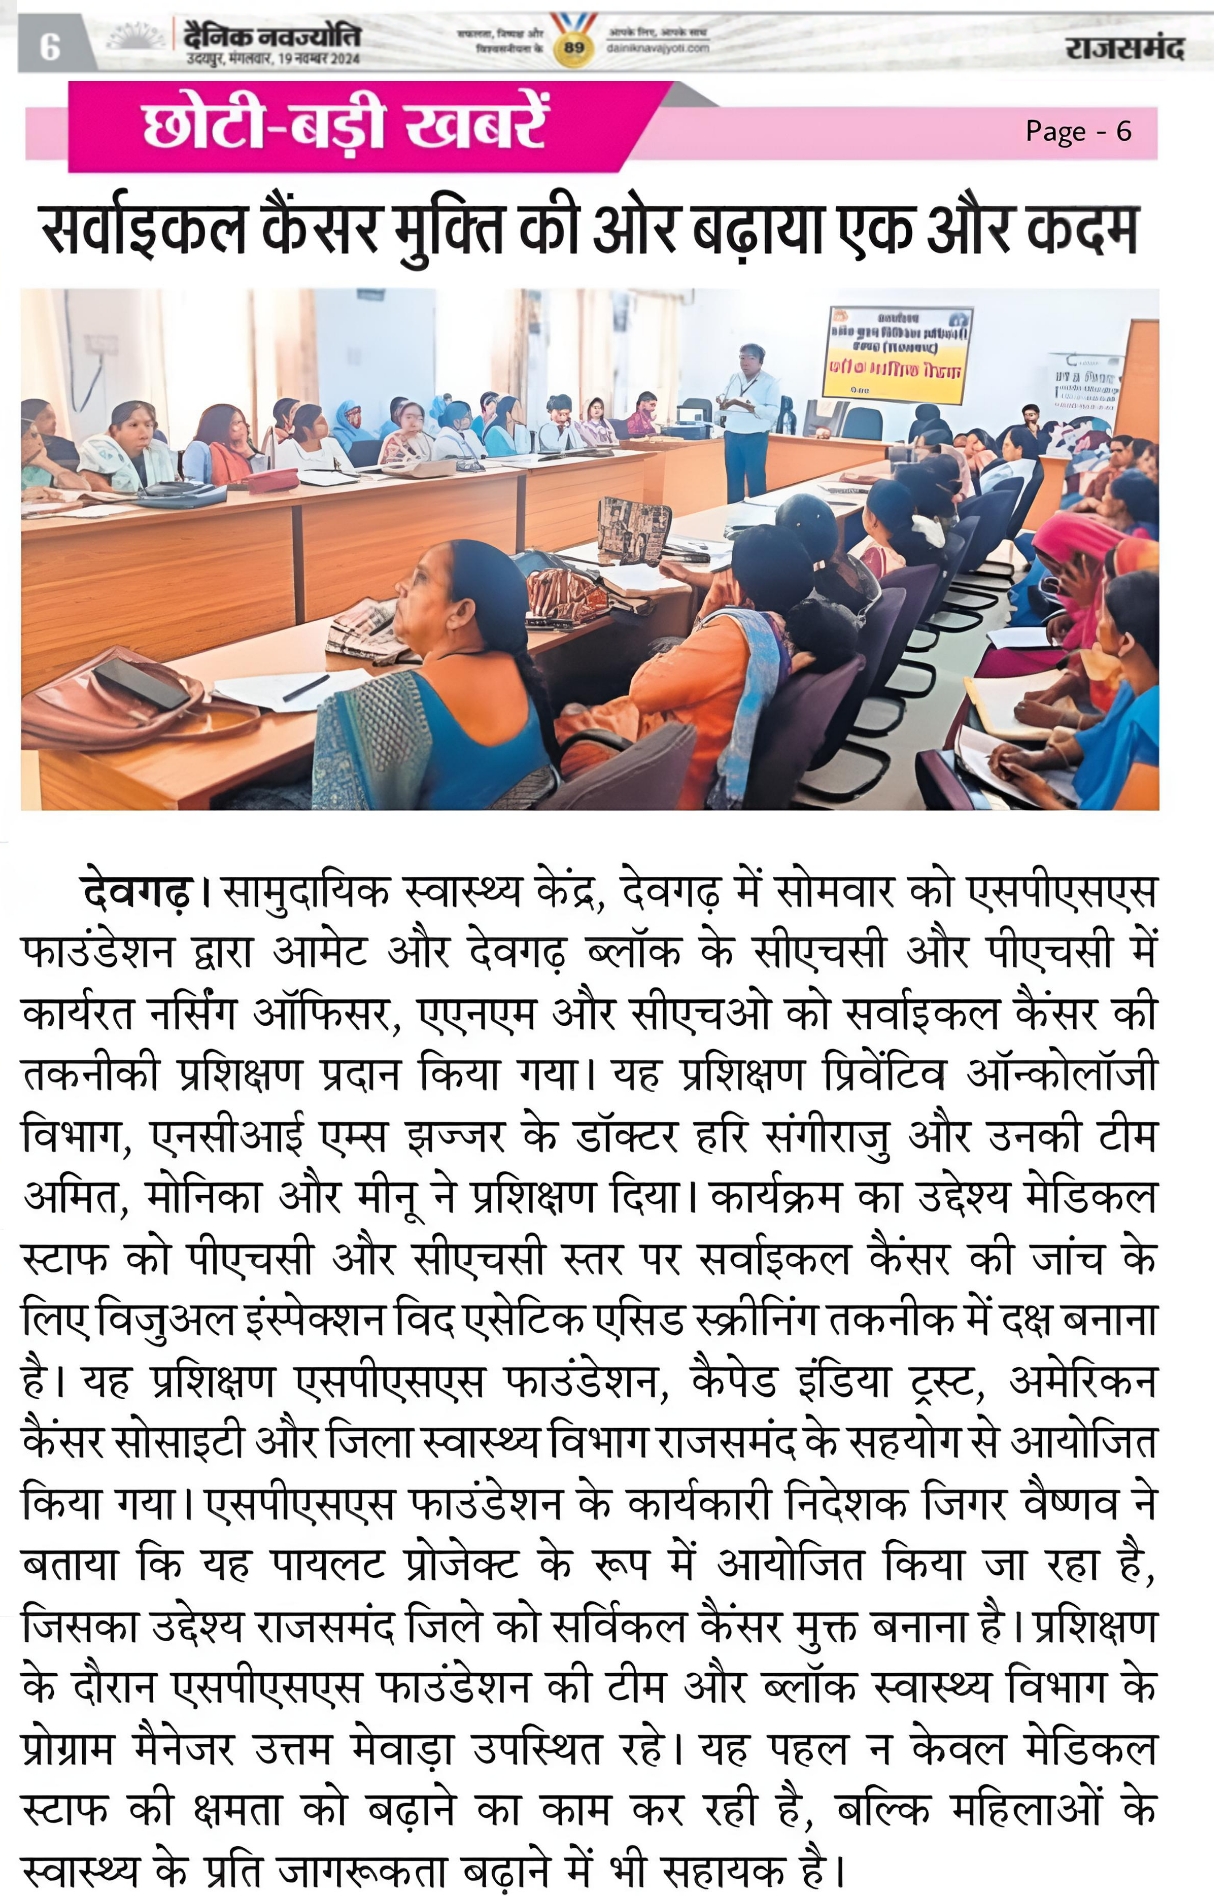 6
दैनिक नवज्योति
उदयपुर, मंगलवार, 19 नवम्बर 2024
सफलता, निष्पक्ष और
विश्वसनीयता के
89
आपके लिए, आपके साथ
dainiknavajyoti.com
राजसमंद
छोटी-बड़ी खबरें
Page - 6
सर्वाइकल कैंसर मुक्ति की ओर बढ़ाया एक और कदम
देवगढ़। सामुदायिक स्वास्थ्य केंद्र, देवगढ़ में सोमवार को एसपीएसएस
फाउंडेशन द्वारा आमेट और देवगढ़ ब्लॉक के सीएचसी और पीएचसी में
कार्यरत नर्सिंग ऑफिसर, एएनएम और सीएचओ को सर्वाइकल कैंसर की
तकनीकी प्रशिक्षण प्रदान किया गया। यह प्रशिक्षण प्रिवेंटिव ऑन्कोलॉजी
विभाग, एनसीआई एम्स झज्जर के डॉक्टर हरि संगीराजु और उनकी टीम
अमित, मोनिका और मीनू ने प्रशिक्षण दिया। कार्यक्रम का उद्देश्य मेडिकल
स्टाफ को पीएचसी और सीएचसी स्तर पर सर्वाइकल कैंसर की जांच के
लिए विजुअल इंस्पेक्शन विद एसेटिक एसिड स्क्रीनिंग तकनीक में दक्ष बनाना
है। यह प्रशिक्षण एसपीएसएस फाउंडेशन, कैपेड इंडिया ट्रस्ट, अमेरिकन
कैंसर सोसाइटी और जिला स्वास्थ्य विभाग राजसमंद के सहयोग से आयोजित
किया गया। एसपीएसएस फाउंडेशन के कार्यकारी निदेशक जिगर वैष्णव ने
बताया कि यह पायलट प्रोजेक्ट के रूप में आयोजित किया जा रहा है,
जिसका उद्देश्य राजसमंद जिले को सर्विकल कैंसर मुक्त बनाना है। प्रशिक्षण
के दौरान एसपीएसएस फाउंडेशन की टीम और ब्लॉक स्वास्थ्य विभाग के
प्रोग्राम मैनेजर उत्तम मेवाड़ा उपस्थित रहे। यह पहल न केवल मेडिकल
स्टाफ की क्षमता को बढ़ाने का काम कर रही है, बल्कि महिलाओं के
स्वास्थ्य के प्रति जागरूकता बढ़ाने में भी सहायक है।